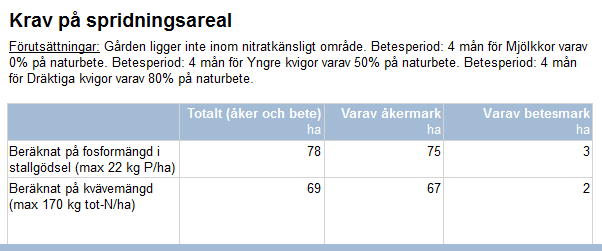 Krav på spridningsareal
Förutsättningar: Gården ligger inte inom nitratkänsligt område. Betesperiod: 4 mån för Mjölkkor varav
0% på naturbete. Betesperiod: 4 mån för Yngre kvigor varav 50% på naturbete. Betesperiod: 4 mån
för Dräktiga kvigor varav 80% på naturbete.
Totalt (åker och bete) Varav åkermark Varav betesmark
ha ha ha
Beräknat på fosformängd i 78 75 3
stallgödsel (max 22 kg P/ha)
Beräknat på kvävemängd 69 67 2
(max 170 kg tot-N/ha)